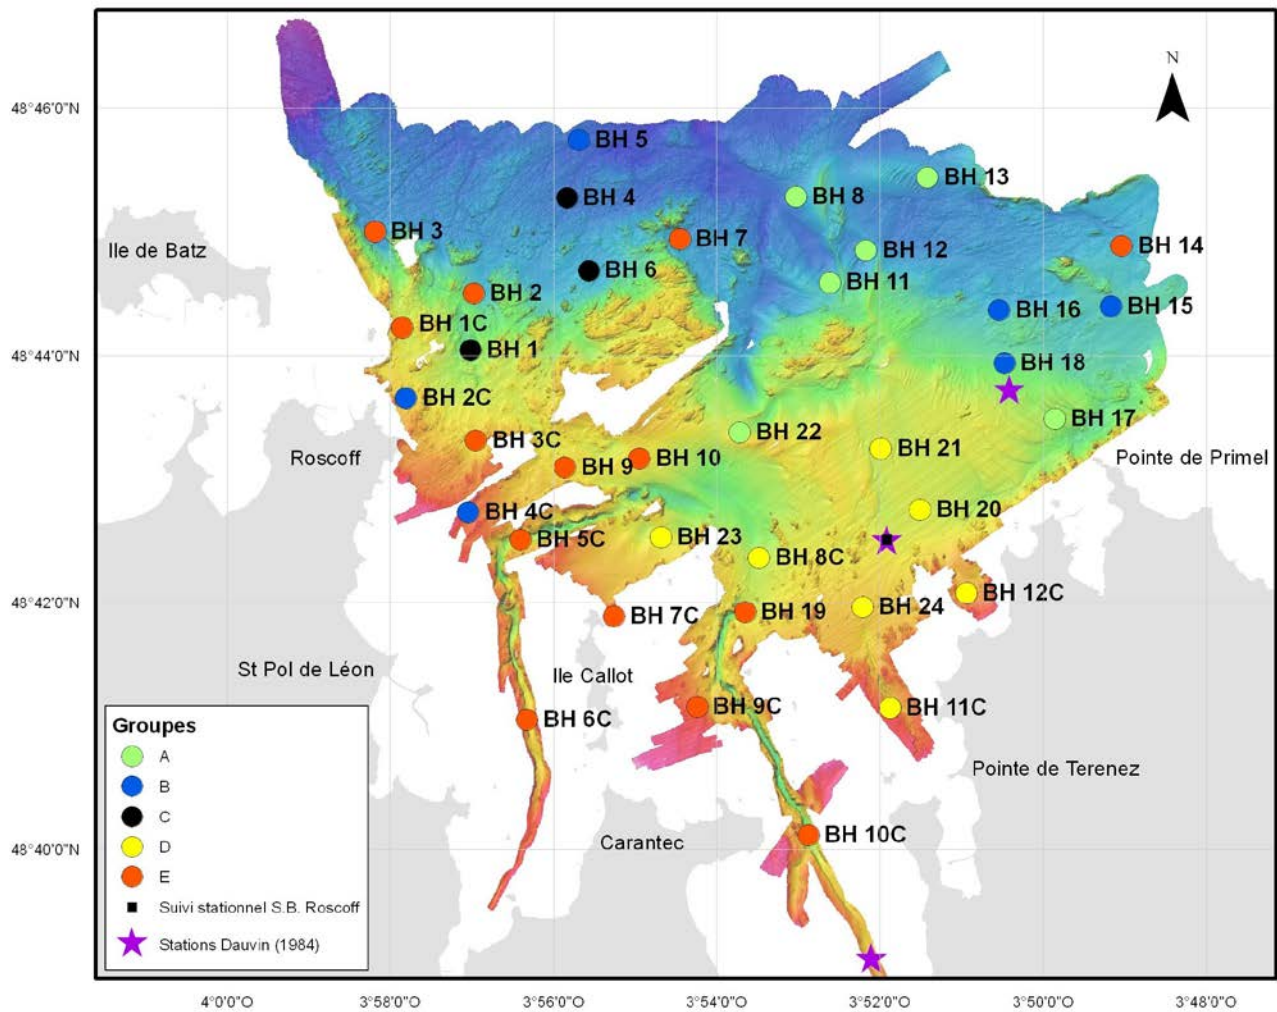 N
48°46'0"N
BH 5
BH 13
BH 8
BH 4
BH 3
BH 7
BH 14
Ile de Batz
BH 12
BH 6
BH 11
BH 2
BH 16
BH 15
BH 1C
48°44'0"N
BH 1
BH 18
BH 2C
BH 17
BH 22
BH 3C
BH 21
Roscoff
BH 10
Pointe de Primel
BH 9
BH 4C
BH 20
BH 5C
BH 23
BH 8C
48°42'0"N
BH 12C
BH 24
BH 7C
BH 19
St Pol de Léon
Ile Callot
BH 9C
BH 11C
BH 6C
Groupes
A
Pointe de Terenez
B
C
BH 10C
Carantec
D
48°40'0"N
E
Suivi stationnel S.B. Roscoff
Stations Dauvin (1984)
4°0'0"O
3°58'0"O
3°56'0"O
3°54'0"O
3°52'0"O
3°50'0"O
3°48'0"O